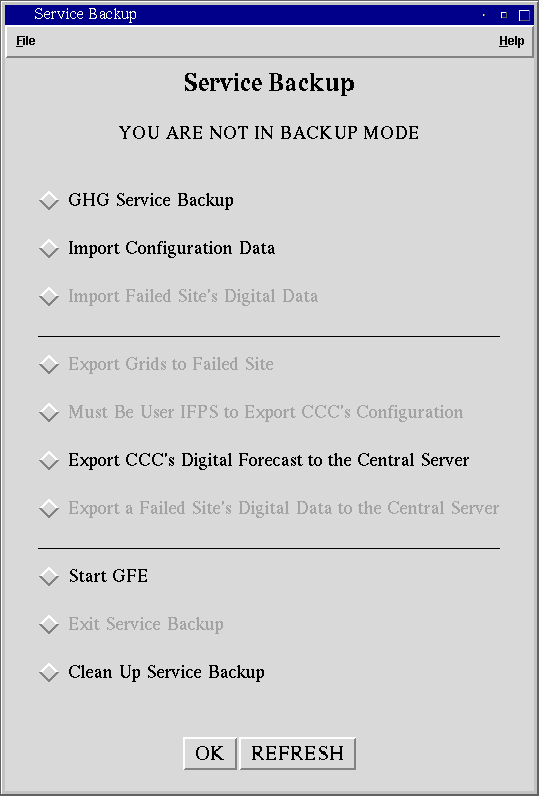 Service Backup
File Help
Service Backup
YOU ARE NOT IN BACKUP MODE
GHG Service Backup
Import Configuration Data
Import Failed Site's Digital Data
Export Grids to Failed Site
Must Be User IFPS to Export CCC's Configuration
Export CCC's Digital Forecast to the Central Server
Export a Failed Site's Digital Data to the Central Server
Start GFE
Exit Service Backup
Clean Up Service Backup
OK REFRESH